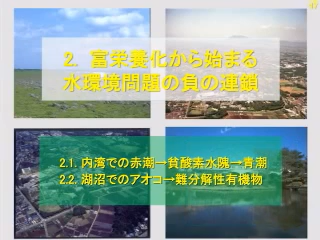 2. 富栄養化から始まる
水環境問題の負の連鎖
2.1. 内湾での赤潮→貧酸素水塊→青潮
2.2. 湖沼でのアオコ→難分解性有機物